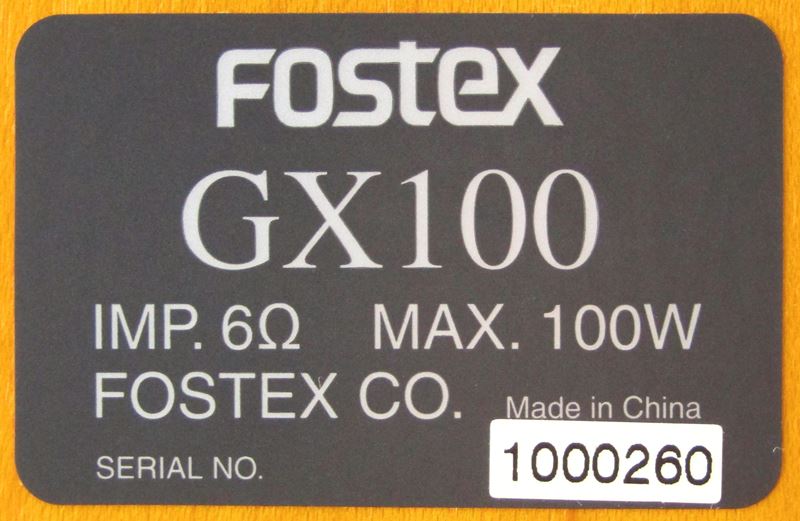 Fostex
GX100
IMP. 6Ω MAX. 100W
FOSTEX CO. Made in China
SERIAL NO. 1000260